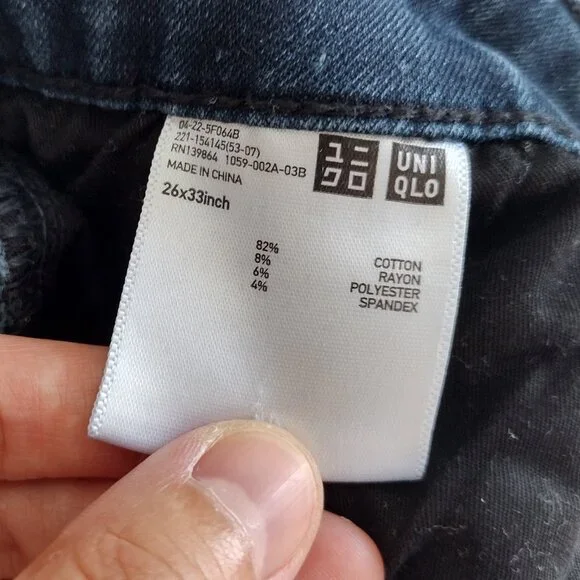 04-22-5F064B
221-154145(53-07)
RN139864 1059-002A-03B
MADE IN CHINA
26x33inch
ユニ
クロ
UNI
QLO
82% COTTON
8% RAYON
6% POLYESTER
4% SPANDEX